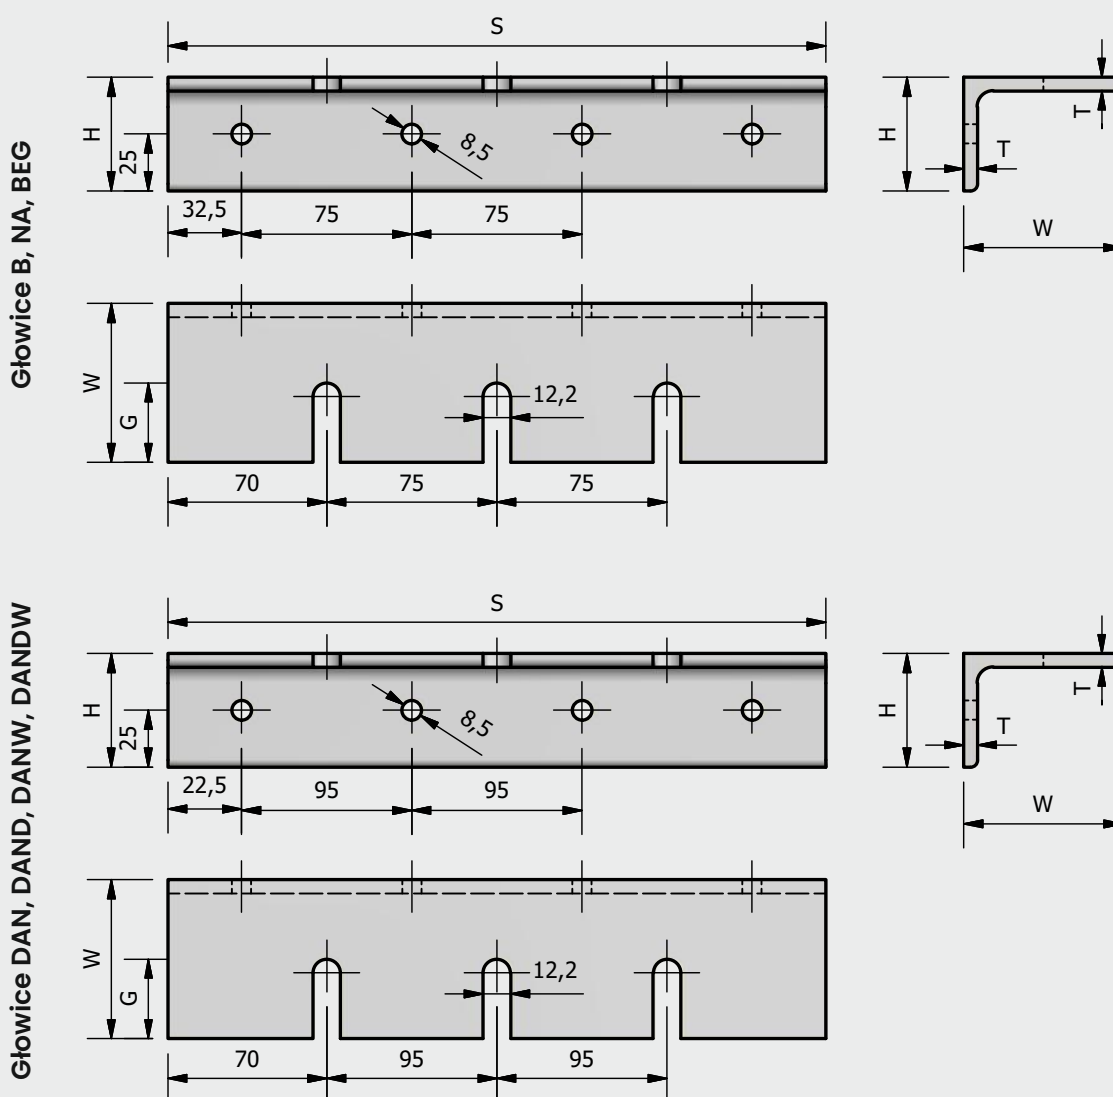 Głowice B, NA, BEG
S
H
25
8,5
32,5
75
75
H
T
T
W
W
G
12,2
70
75
75
Głowice DAN, DAND, DANW, DANDW
S
H
25
8,5
22,5
95
95
H
T
T
W
W
G
12,2
70
95
95